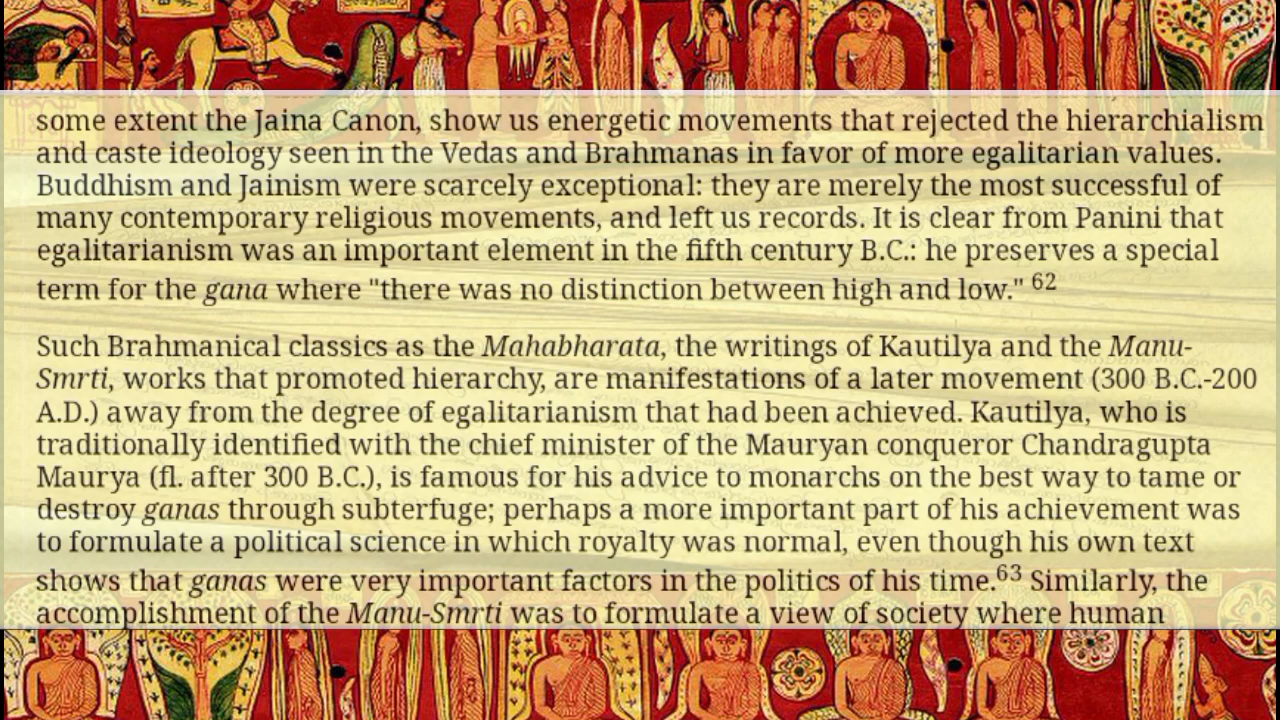 some extent the Jaina Canon, show us energetic movements that rejected the hierarchialism
and caste ideology seen in the Vedas and Brahmanas in favor of more egalitarian values.
Buddhism and Jainism were scarcely exceptional: they are merely the most successful of
many contemporary religious movements, and left us records. It is clear from Panini that
egalitarianism was an important element in the fifth century B.C.: he preserves a special
term for the gana where "there was no distinction between high and low." 62
Such Brahmanical classics as the Mahabharata, the writings of Kautilya and the Manu-
Smrti, works that promoted hierarchy, are manifestations of a later movement (300 B.C.-200
A.D.) away from the degree of egalitarianism that had been achieved. Kautilya, who is
traditionally identified with the chief minister of the Mauryan conqueror Chandragupta
Maurya (fl. after 300 B.C.), is famous for his advice to monarchs on the best way to tame or
destroy ganas through subterfuge; perhaps a more important part of his achievement was
to formulate a political science in which royalty was normal, even though his own text
shows that ganas were very important factors in the politics of his time.63 Similarly, the
accomplishment of the Manu-Smrti was to formulate a view of society where human